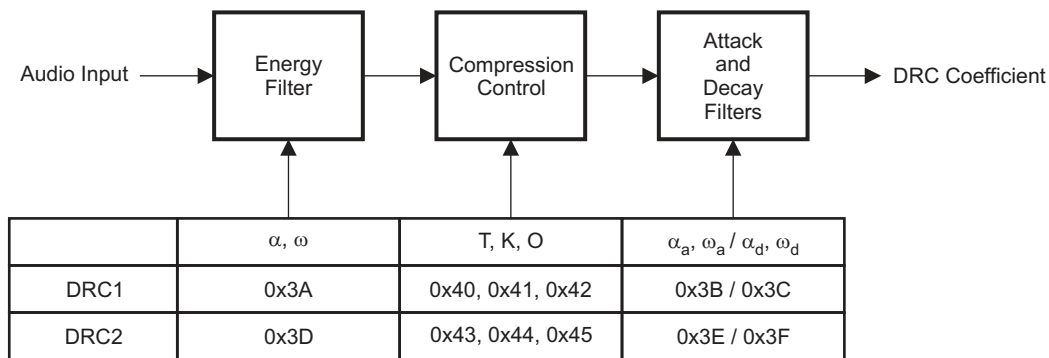 Audio Input
Energy
Filter
Compression
Control
Attack
and
Decay
Filters
DRC Coefficient
α, ω
T, K, O
αa, ωa / αd, ωd
DRC1
0x3A
0x40, 0x41, 0x42
0x3B / 0x3C
DRC2
0x3D
0x43, 0x44, 0x45
0x3E / 0x3F